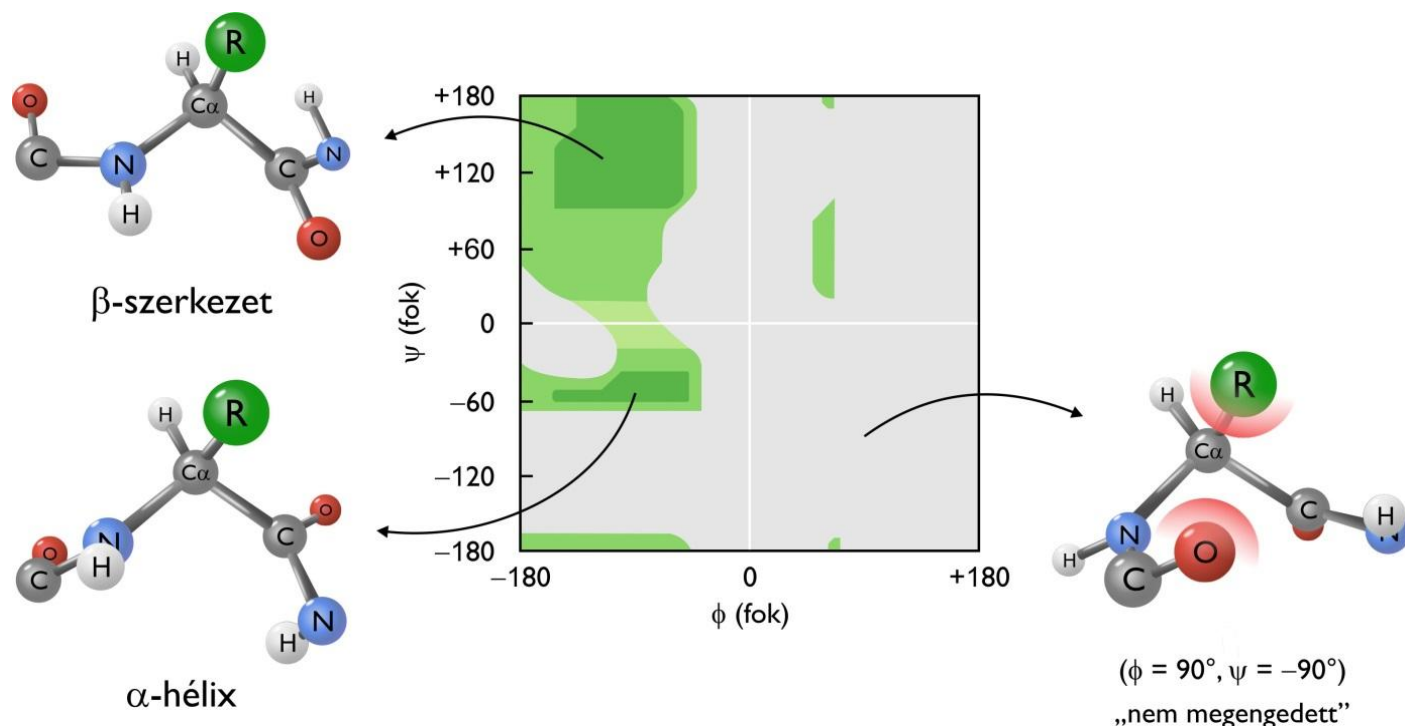 H
R
O
Cα
H
C
N
C
N
H
O
β-szerkezet
H
R
Cα
O
O
N
C
C
H
N
H
α-hélix
+180
+120
+60
0
−60
−120
−180
ψ (fok)
−180
0
+180
ϕ (fok)
H
R
Cα
C
H
N
O
N
H
C
(ϕ = 90°, ψ = −90°)
„nem megengedett”